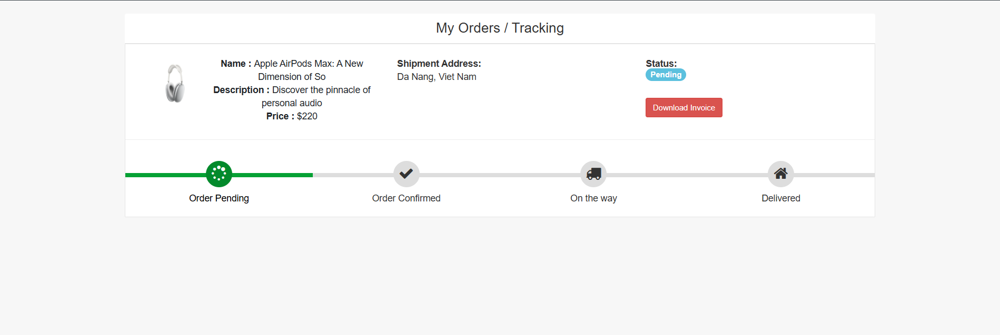 My Orders / Tracking
Name : Apple AirPods Max: A New
Dimension of So
Description : Discover the pinnacle of
personal audio
Price : $220
Shipment Address:
Da Nang, Viet Nam
Status:
Pending
Download Invoice
Order Pending
Order Confirmed
On the way
Delivered